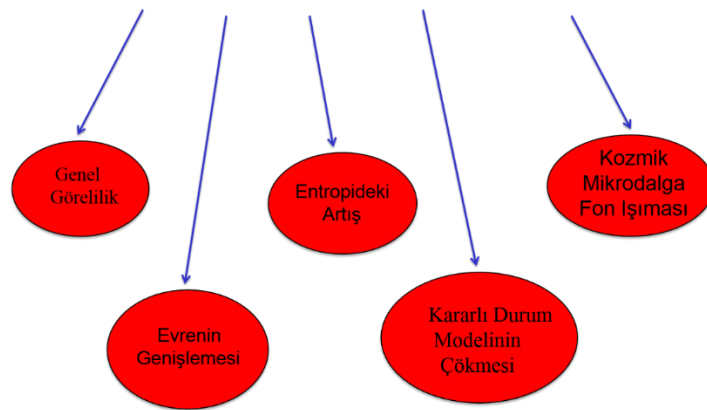 Genel
Görelilik
Entropideki
Artış
Kozmik
Mikrodalga
Fon Işıması
Evrenin
Genişlemesi
Kararlı Durum
Modelinin
Çökmesi